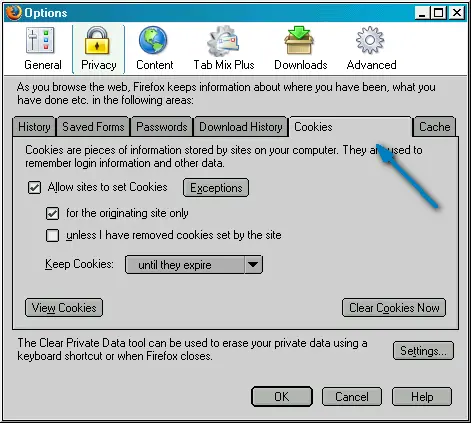 Options
General Privacy Content Tab Mix Plus Downloads Advanced
As you browse the web, Firefox keeps information about where you have been, what you
have done etc. in the following areas:
History Saved Forms Passwords Download History Cookies Cache
Cookies are pieces of information stored by sites on your computer. They are used to
remember login information and other data.
Allow sites to set Cookies Exceptions
for the originating site only
unless I have removed cookies set by the site
Keep Cookies: until they expire
View Cookies Clear Cookies Now
The Clear Private Data tool can be used to erase your private data using a
keyboard shortcut or when Firefox closes.
Settings...
OK Cancel Help